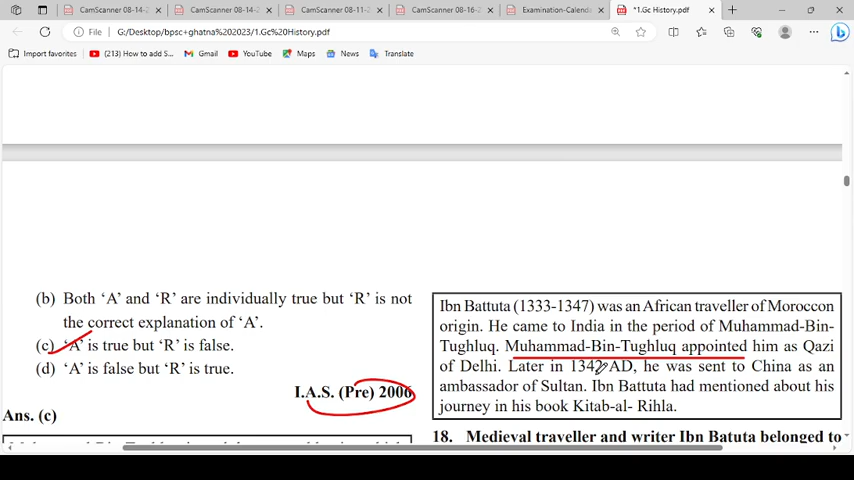 CamScanner 08-14-2
CamScanner 08-14-2
CamScanner 08-11-2
CamScanner 08-16-2
Examination-Calenda
*1.Gc History.pdf
File
G:/Desktop/bpsc+ghatna%202023/1.Gc%20History.pdf
Import favorites
(213) How to add S...
Gmail
YouTube
Maps
News
Translate
(b) Both ‘A’ and ‘R’ are individually true but ‘R’ is not
the correct explanation of ‘A’.
(c) ‘A’ is true but ‘R’ is false.
(d) ‘A’ is false but ‘R’ is true.
I.A.S. (Pre) 2006
Ans. (c)
Ibn Battuta (1333-1347) was an African traveller of Moroccon
origin. He came to India in the period of Muhammad-Bin-
Tughluq. Muhammad-Bin-Tughluq appointed him as Qazi
of Delhi. Later in 1342 AD, he was sent to China as an
ambassador of Sultan. Ibn Battuta had mentioned about his
journey in his book Kitab-al- Rihla.
18. Medieval traveller and writer Ibn Batuta belonged to